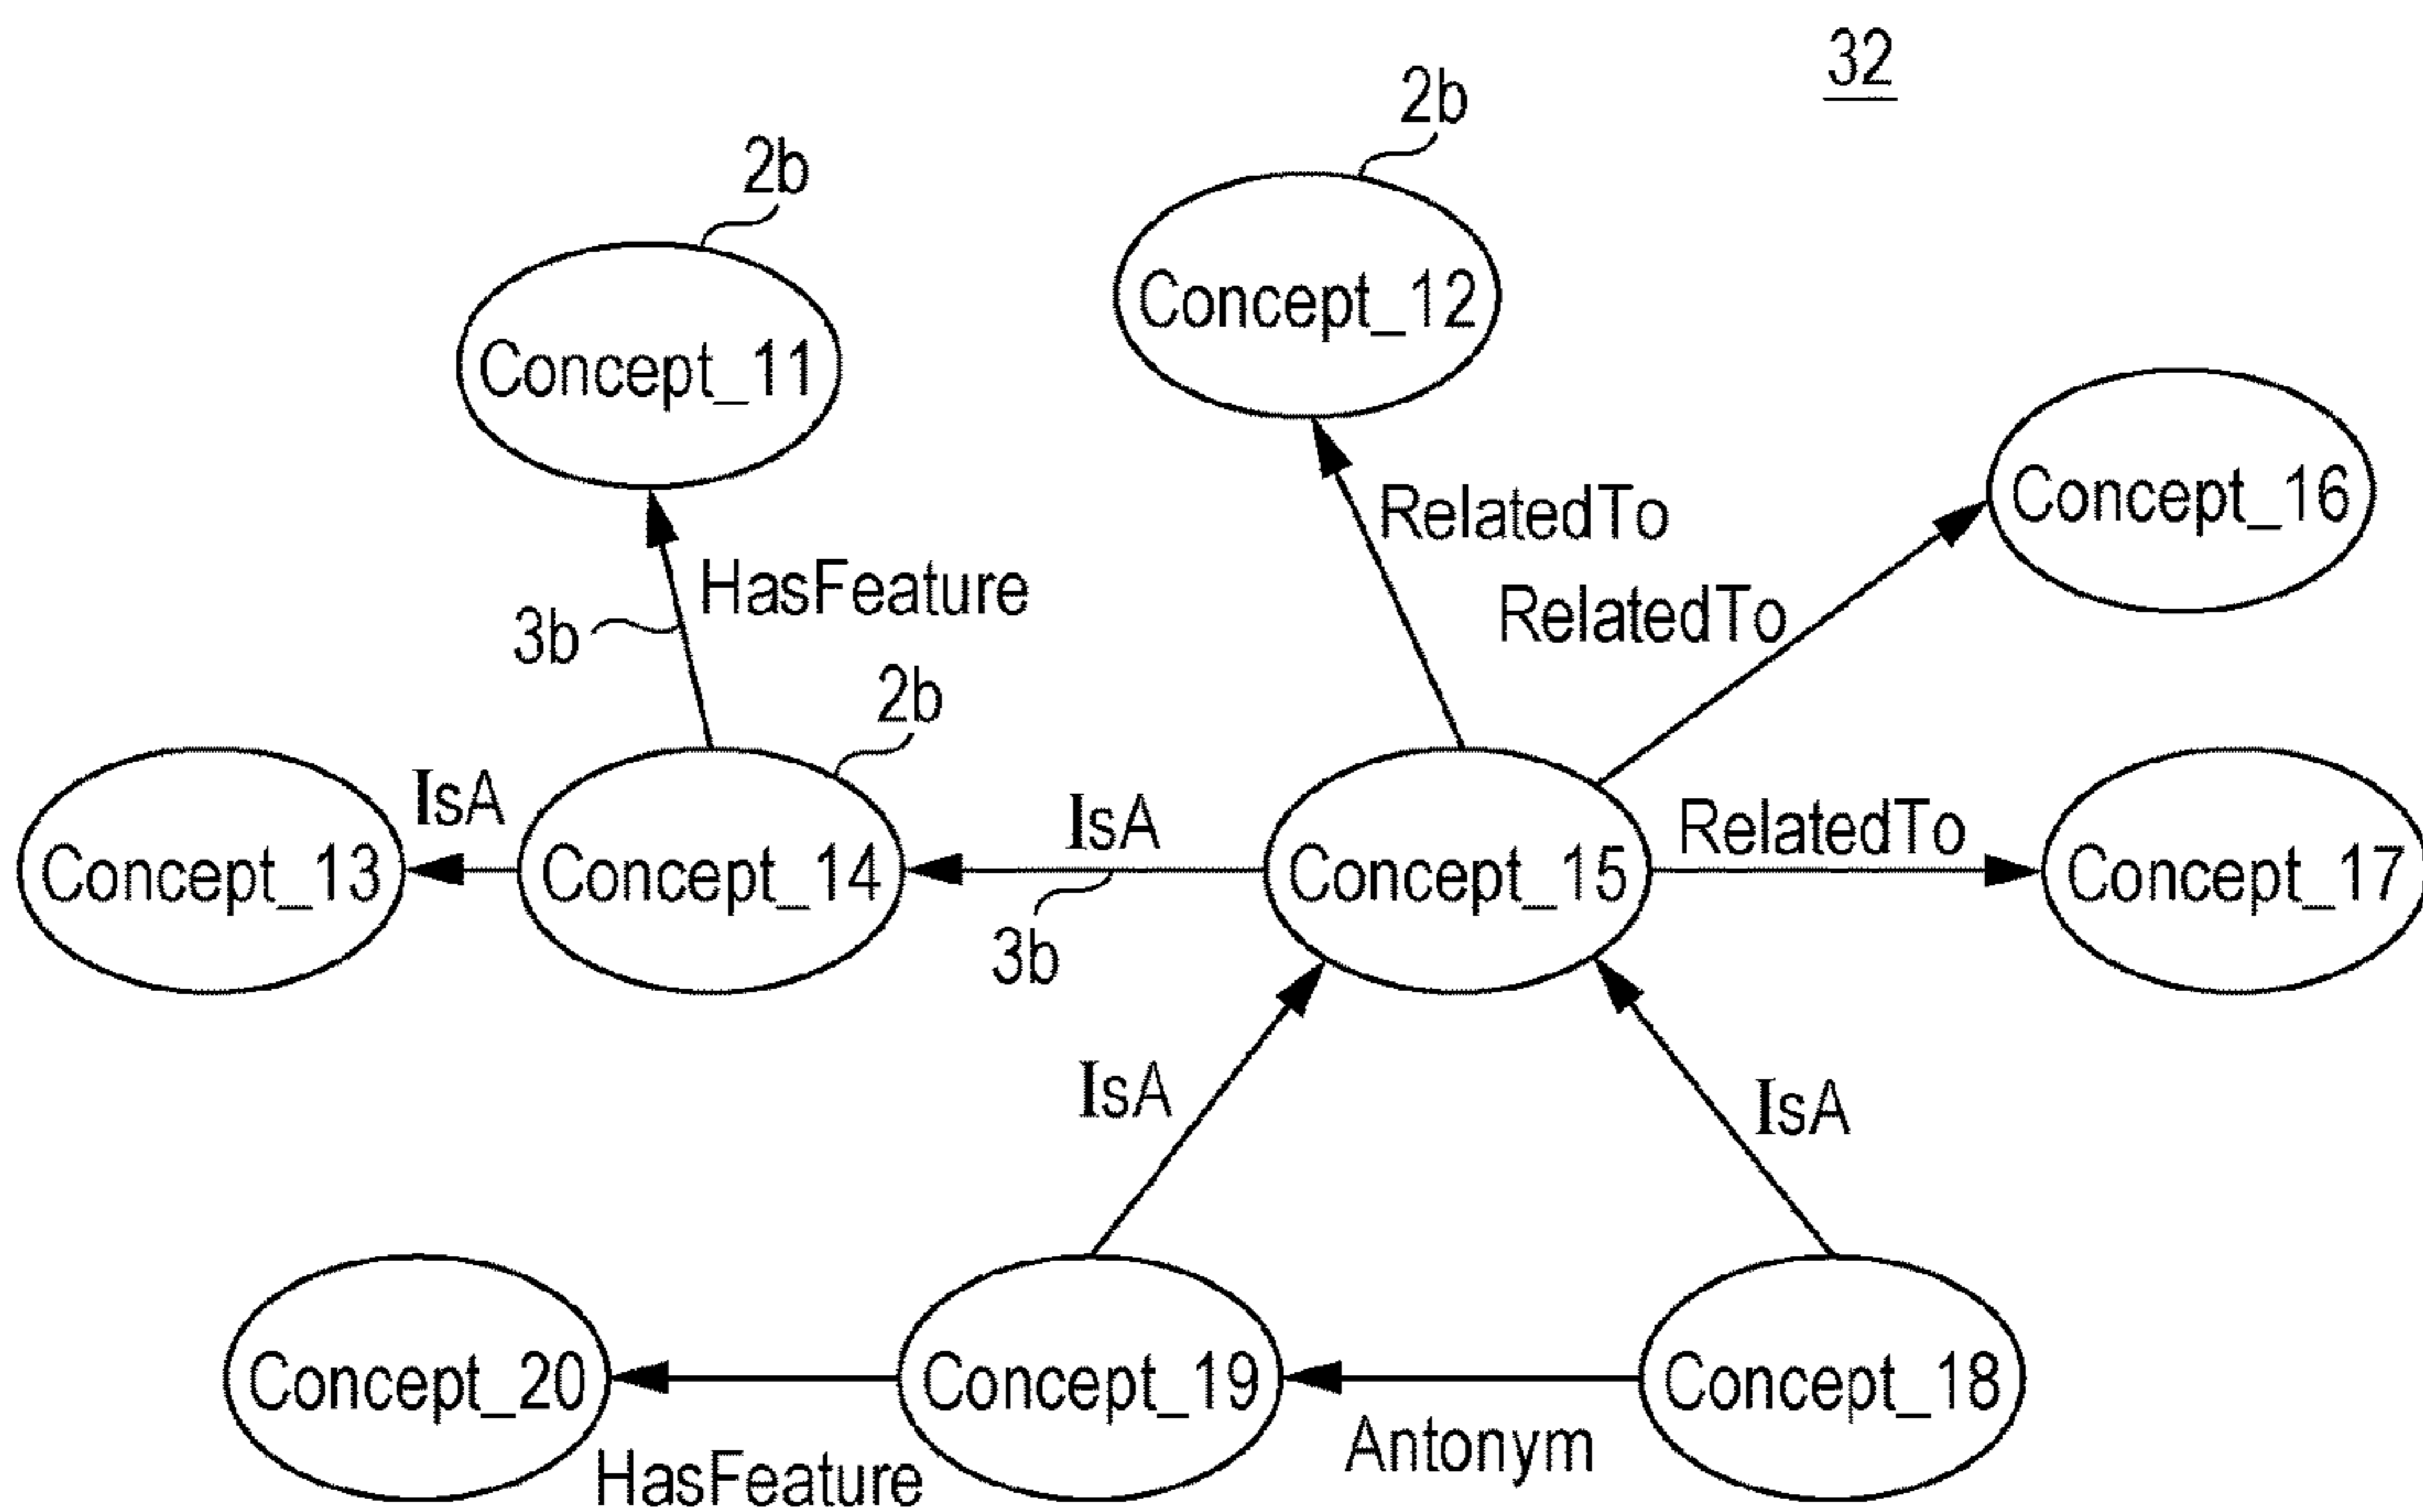 32
2b
2b
Concept_12
Concept_11
Concept_16
RelatedTo
HasFeature
RelatedTo
3b
2b
IsA
IsA
RelatedTo
Concept_13
Concept_14
Concept_15
Concept_17
3b
IsA
IsA
Concept_20
Concept_19
Concept_18
Antonym
HasFeature